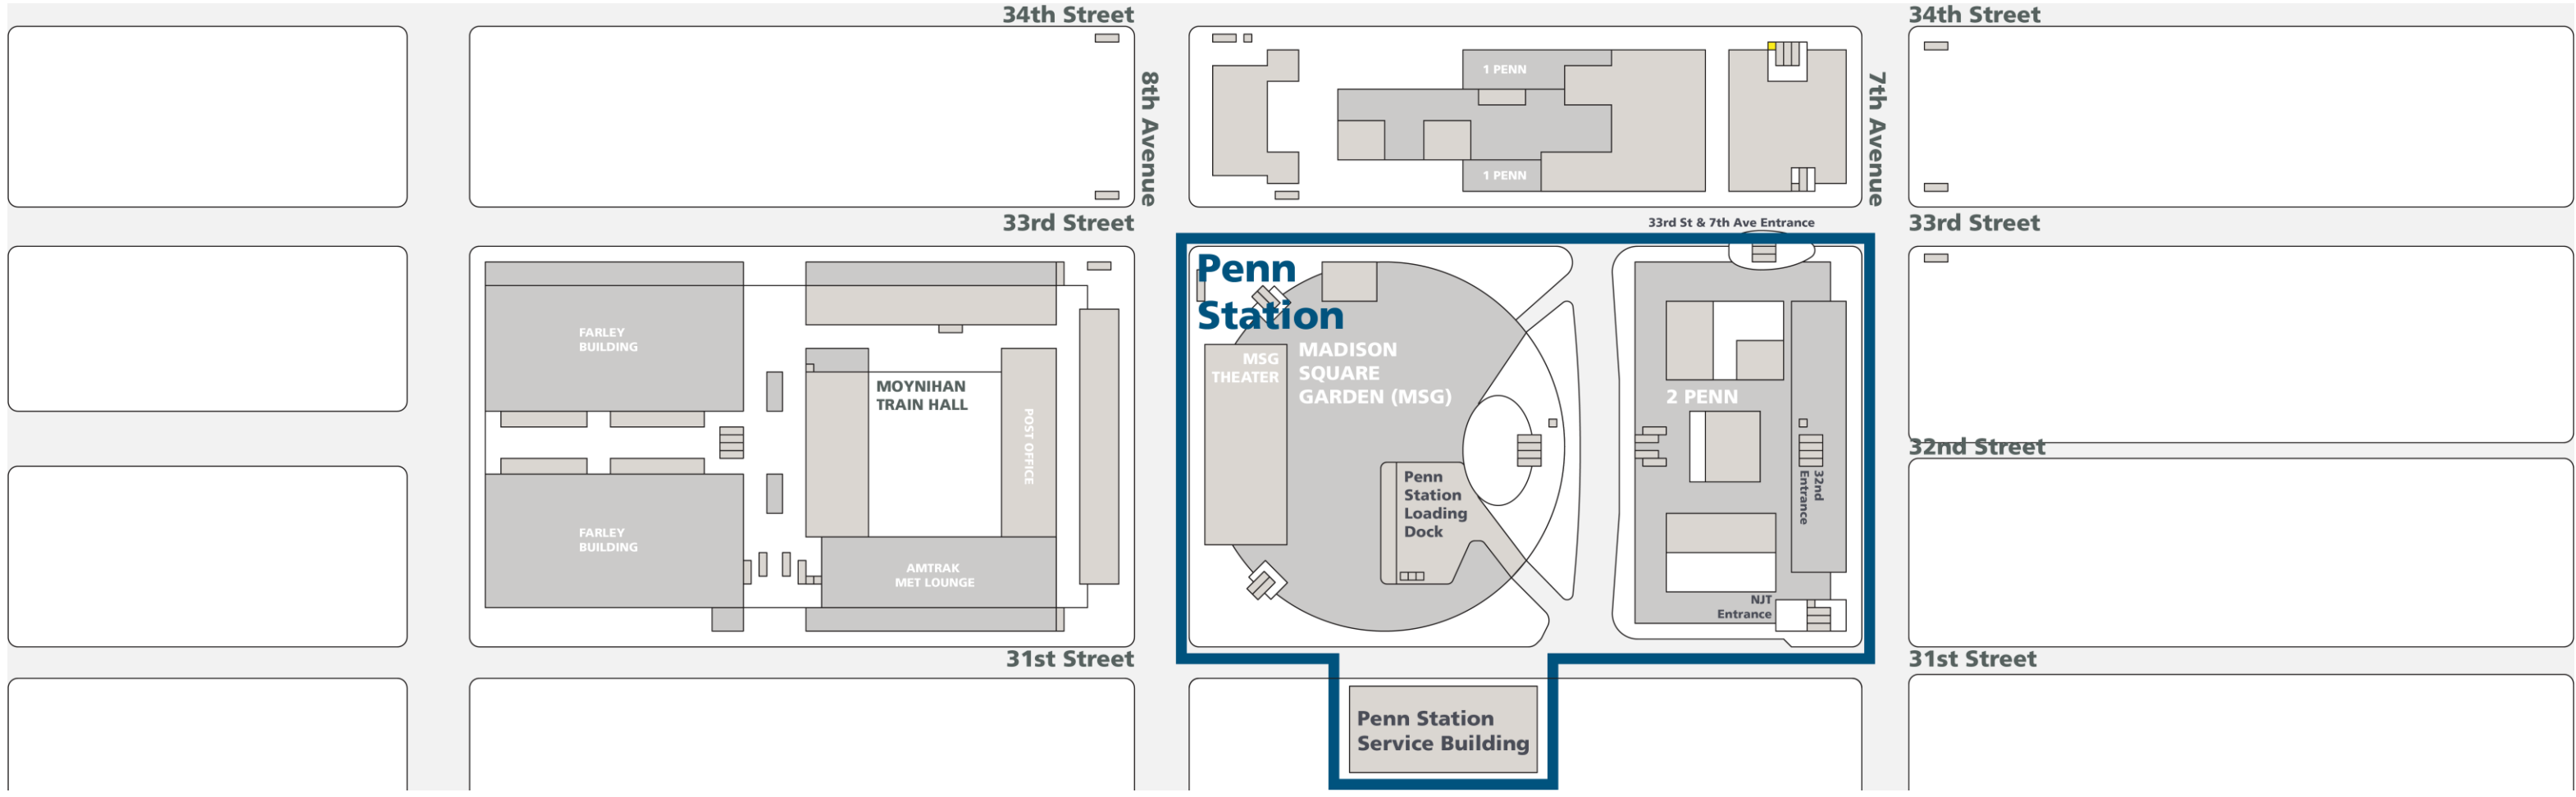 34th Street
34th Street
8th Avenue
7th Avenue
1 PENN
1 PENN
33rd Street
33rd St & 7th Ave Entrance
33rd Street
Penn
Station
FARLEY
BUILDING
MOYNIHAN
TRAIN HALL
POST OFFICE
MSG
THEATER
MADISON
SQUARE
GARDEN (MSG)
2 PENN
32nd Street
Penn
Station
Loading
Dock
32nd
Entrance
FARLEY
BUILDING
AMTRAK
MET LOUNGE
NJT
Entrance
31st Street
31st Street
Penn Station
Service Building